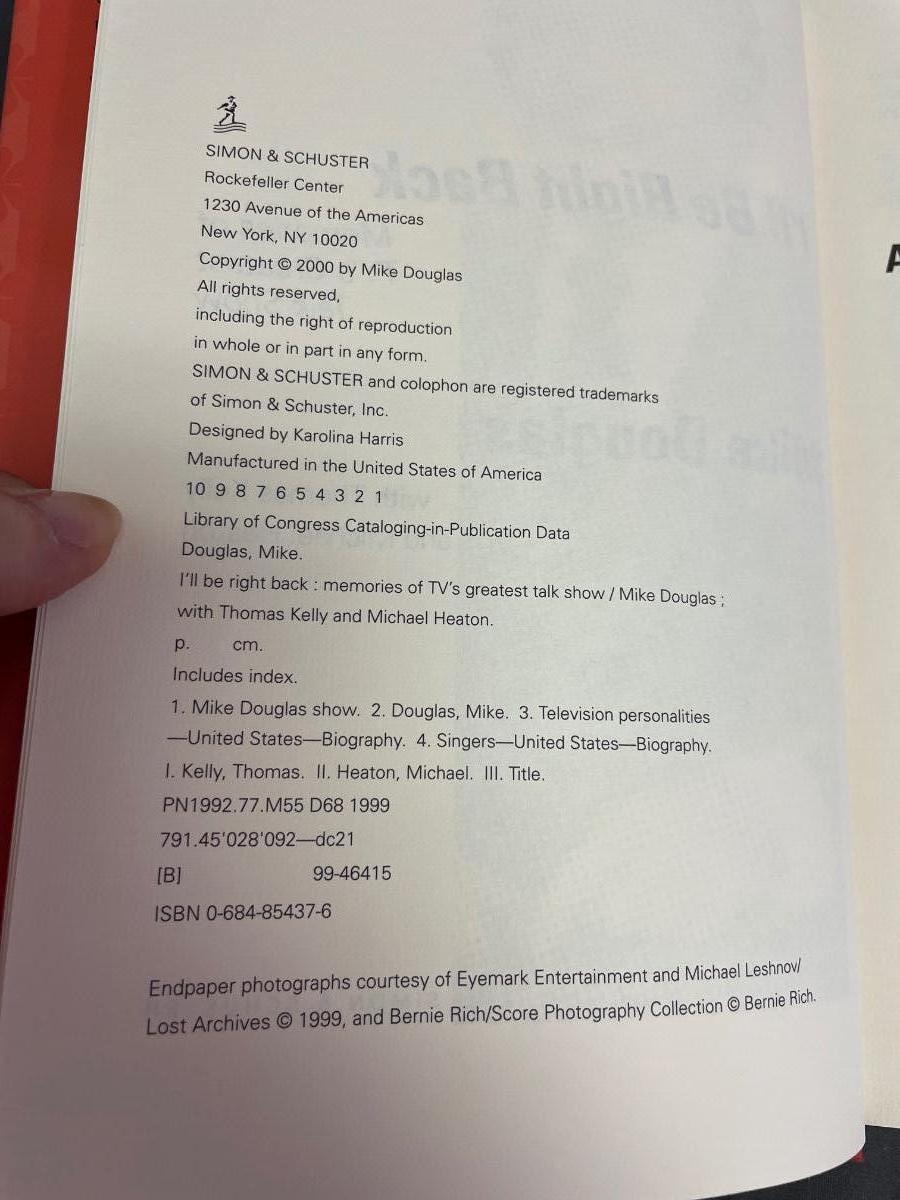 SIMON & SCHUSTER
Rockefeller Center
1230 Avenue of the Americas
New York, NY 10020
Copyright © 2000 by Mike Douglas
All rights reserved,
including the right of reproduction
in whole or in part in any form.
SIMON & SCHUSTER and colophon are registered trademarks
of Simon & Schuster, Inc.
Designed by Karolina Harris
Manufactured in the United States of America
10 9 8 7 6 5 4 3 2 1
Library of Congress Cataloging-in-Publication Data
Douglas, Mike.
I'll be right back : memories of TV's greatest talk show / Mike Douglas ;
with Thomas Kelly and Michael Heaton.
p. cm.
Includes index.
1. Mike Douglas show. 2. Douglas, Mike. 3. Television personalities
—United States—Biography. 4. Singers—United States—Biography.
I. Kelly, Thomas. II. Heaton, Michael. III. Title.
PN1992.77.M55 D68 1999
791.45'028'092—dc21
[B] 99-46415
ISBN 0-684-85437-6
Endpaper photographs courtesy of Eyemark Entertainment and Michael Leshnov/
Lost Archives © 1999, and Bernie Rich/Score Photography Collection © Bernie Rich.
A